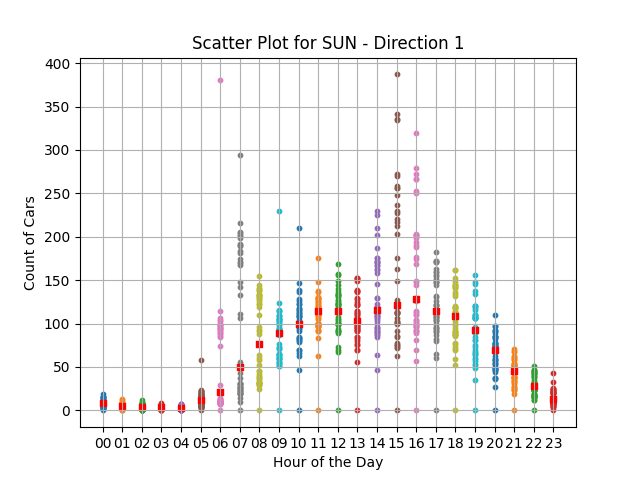 Scatter Plot for SUN - Direction 1
400
350
300
250
200
150
100
50
0
Count of Cars
00 01 02 03 04 05 06 07 08 09 10 11 12 13 14 15 16 17 18 19 20 21 22 23
Hour of the Day